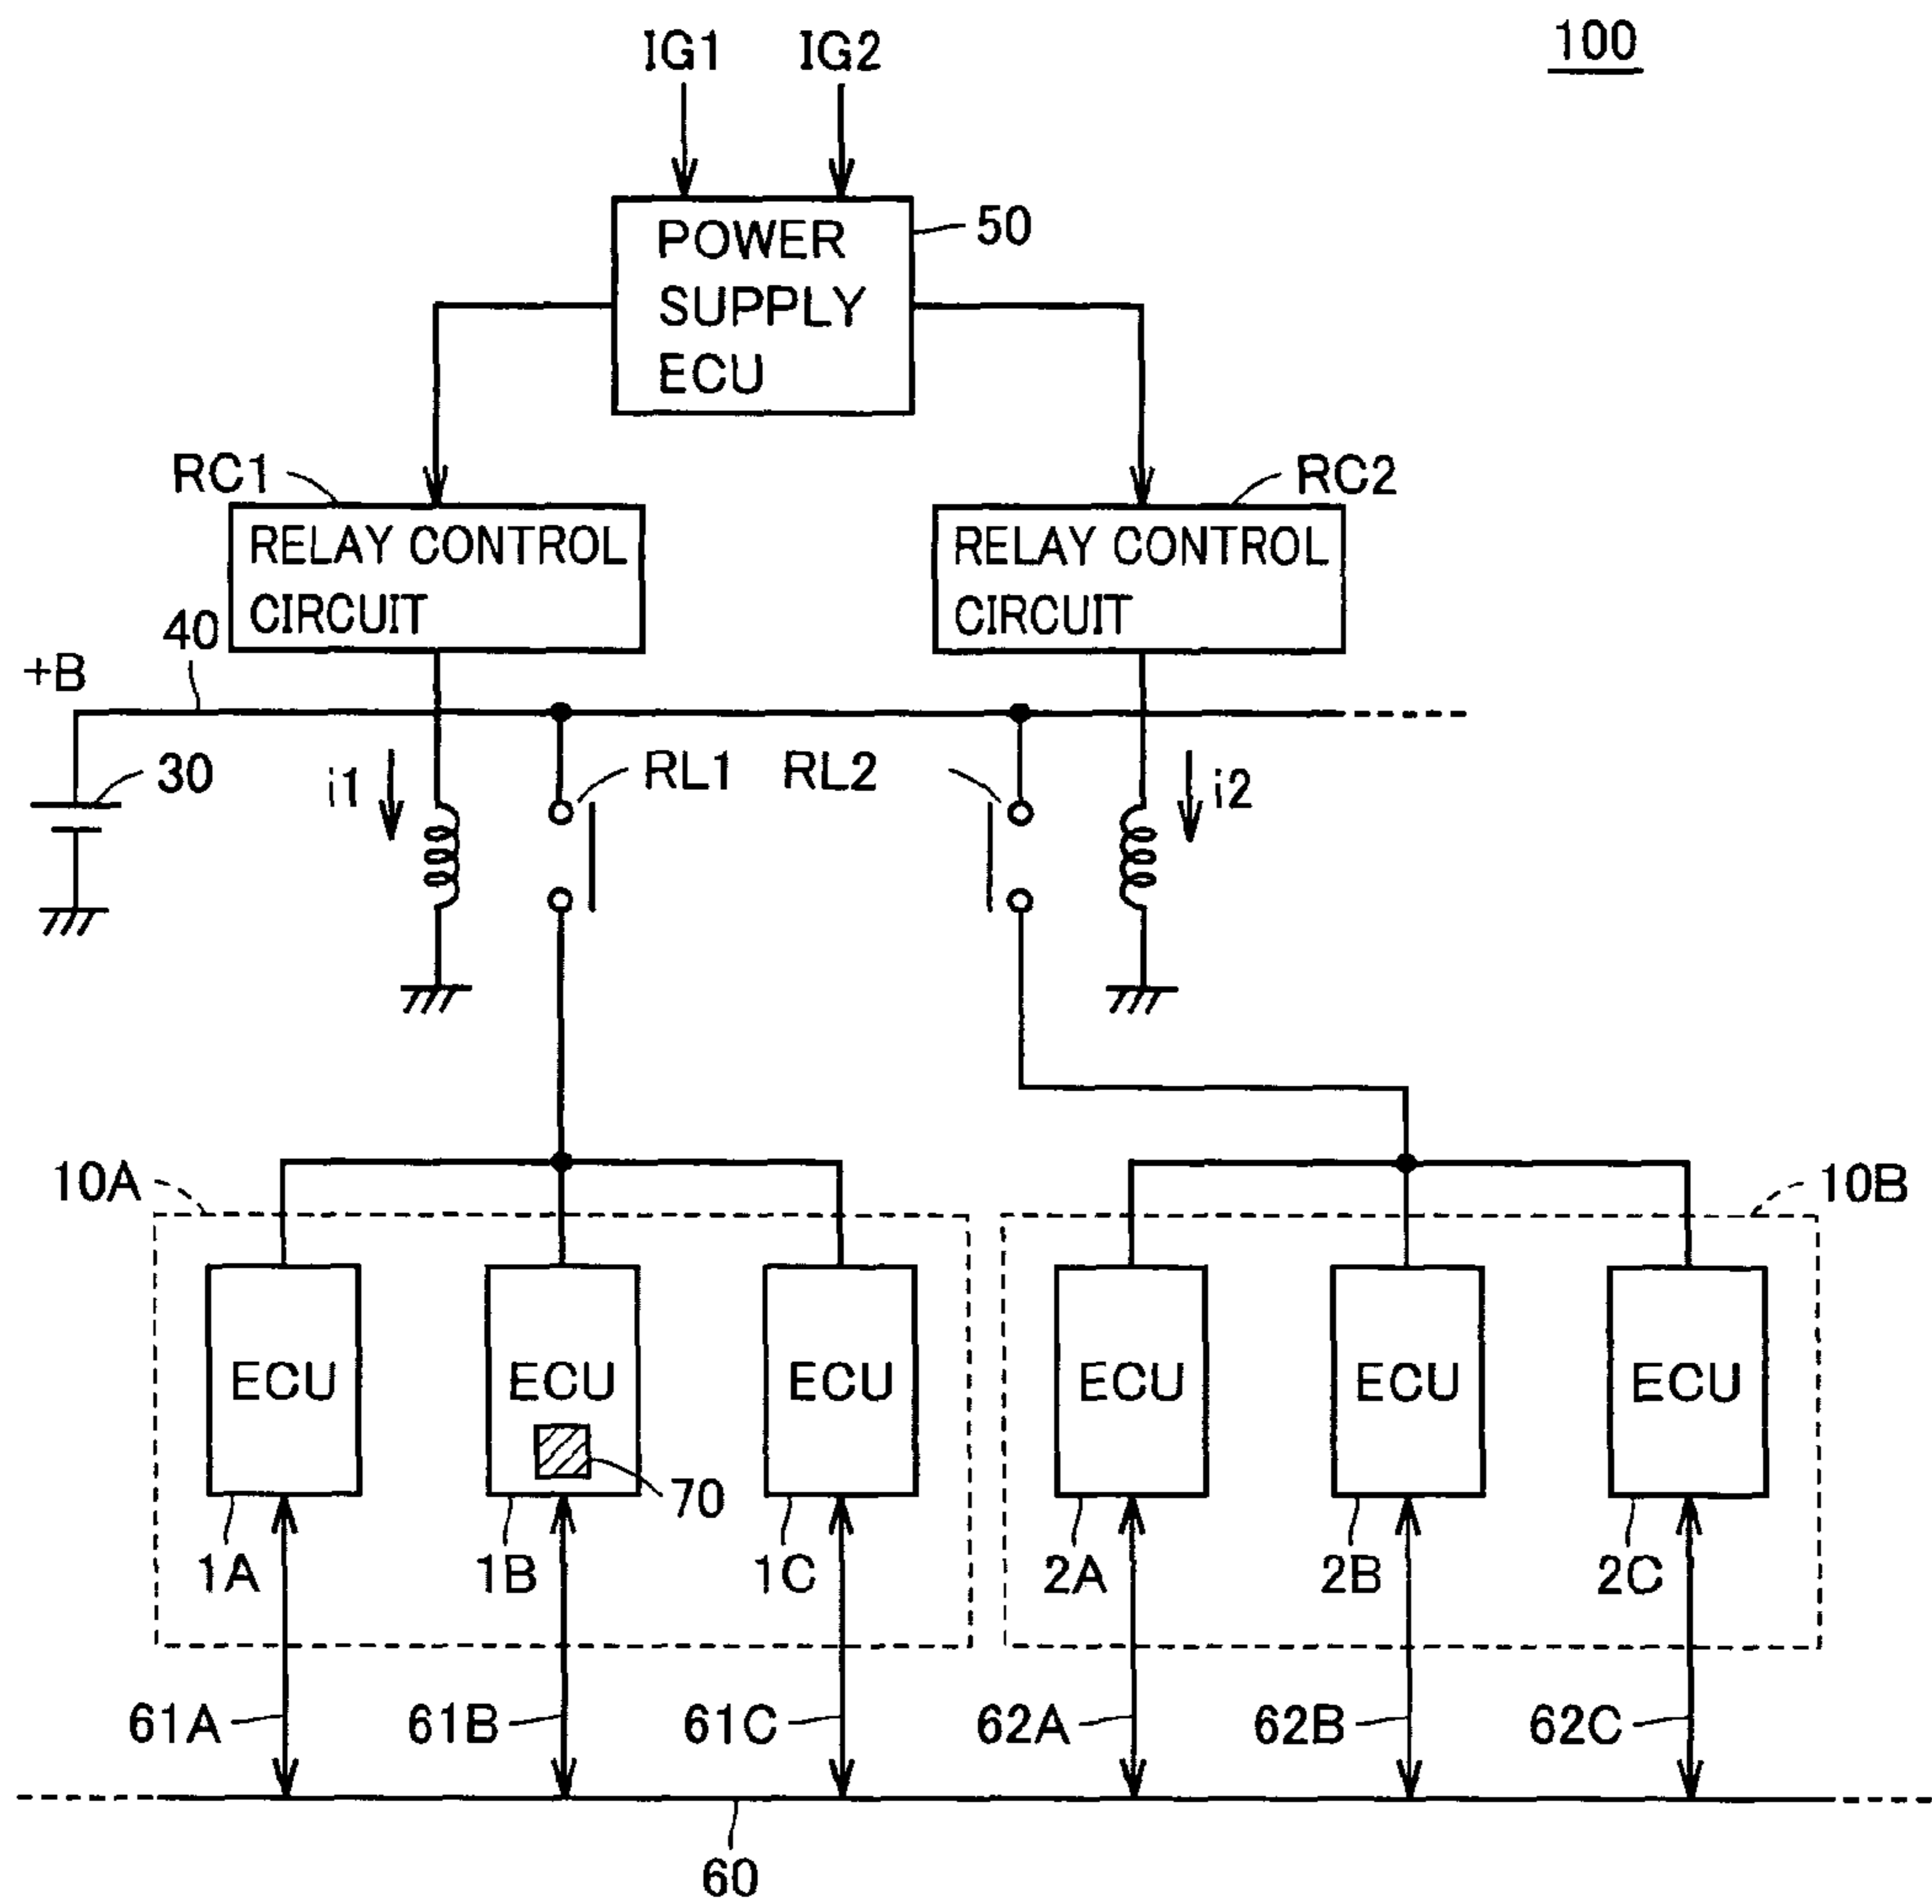 IG1 IG2 100
POWER
SUPPLY
ECU
50
RC1 RC2
RELAY CONTROL
CIRCUIT
RELAY CONTROL
CIRCUIT
40
+B
30
i1
RL1 RL2
i2
10A 10B
ECU ECU ECU ECU ECU ECU
70
1A 1B 1C 2A 2B 2C
61A 61B 61C 62A 62B 62C
60